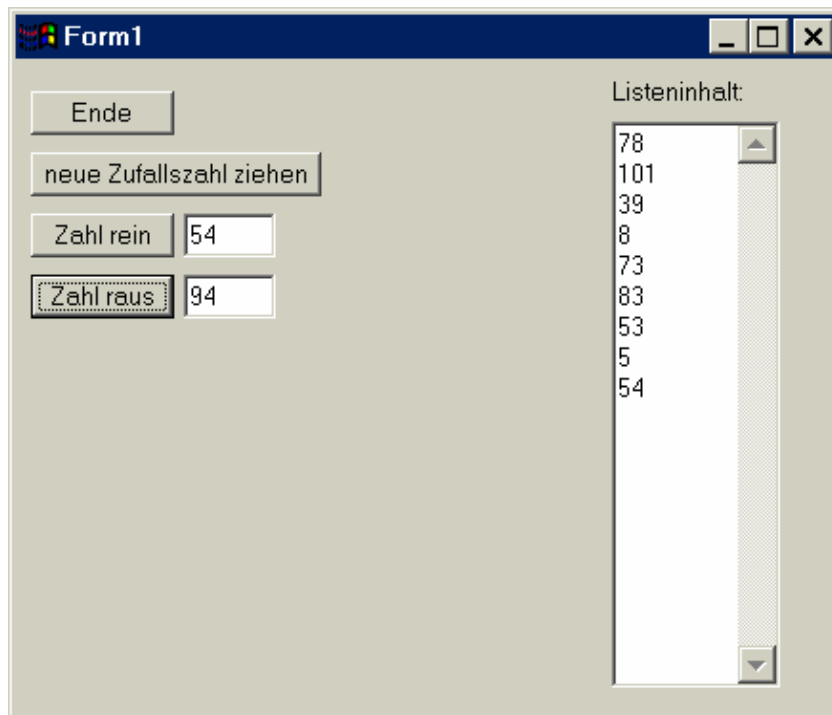 Form1
Ende
neue Zufallszahl ziehen
Zahl rein 54
Zahl raus 94
Listeninhalt:
78
101
39
8
73
83
53
5
54